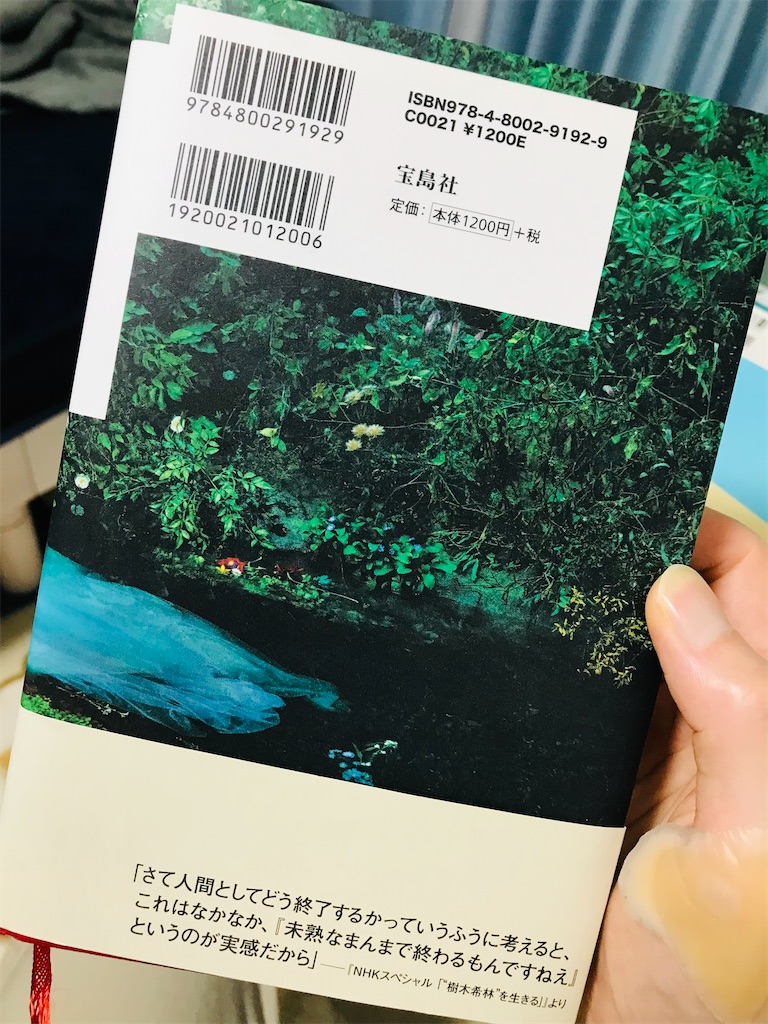 9784800291929
ISBN978-4-8002-9192-9
C0021 ¥1200E
1920021012006
宝島社
定価：本体1200円＋税
「さて人間としてどう終了するかっていうふうに考えると、
これはなかなか、『未熟なまんまで終わるもんですねえ』
というのが実感だから」──『NHKスペシャル「“樹木希林”を生きる」』より